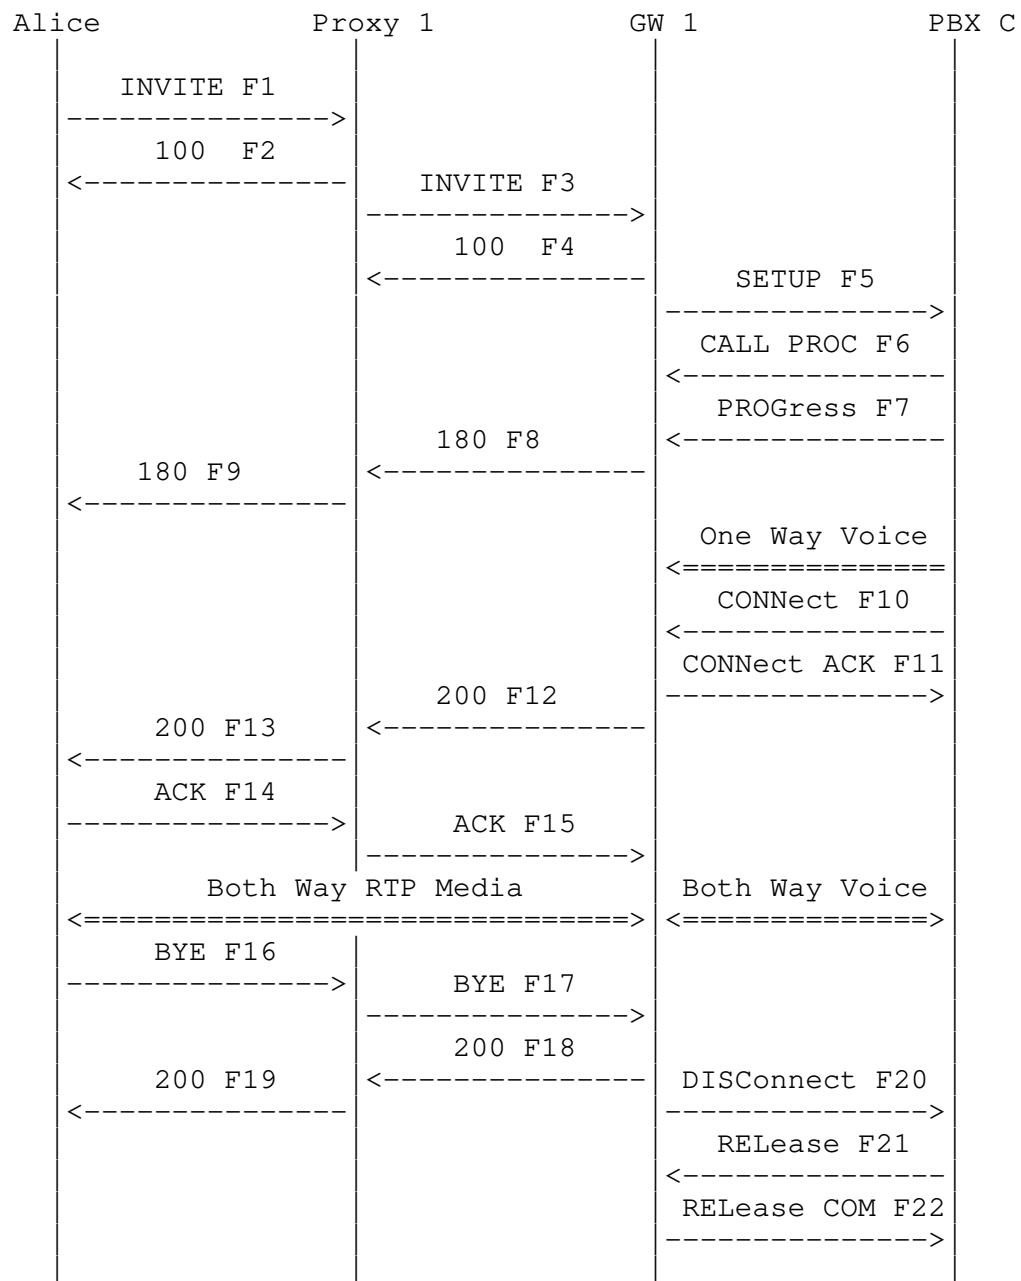 Alice Proxy 1 GW 1 PBX C
INVITE F1
--------------->
100 F2
<--------------- INVITE F3
--------------->
100 F4
<--------------- SETUP F5
--------------->
CALL PROC F6
<---------------
PROGress F7
180 F8 <---------------
180 F9 <---------------
<---------------
One Way Voice
<===============
CONNect F10
<---------------
CONNect ACK F11
200 F12 --------------->
200 F13 <---------------
<---------------
ACK F14
---------------> ACK F15
--------------->
Both Way RTP Media Both Way Voice
<===============================> <==============>
BYE F16
---------------> BYE F17
--------------->
200 F18
200 F19 <--------------- DISConnect F20
<--------------- --------------->
RELease F21
<---------------
RELease COM F22
--------------->